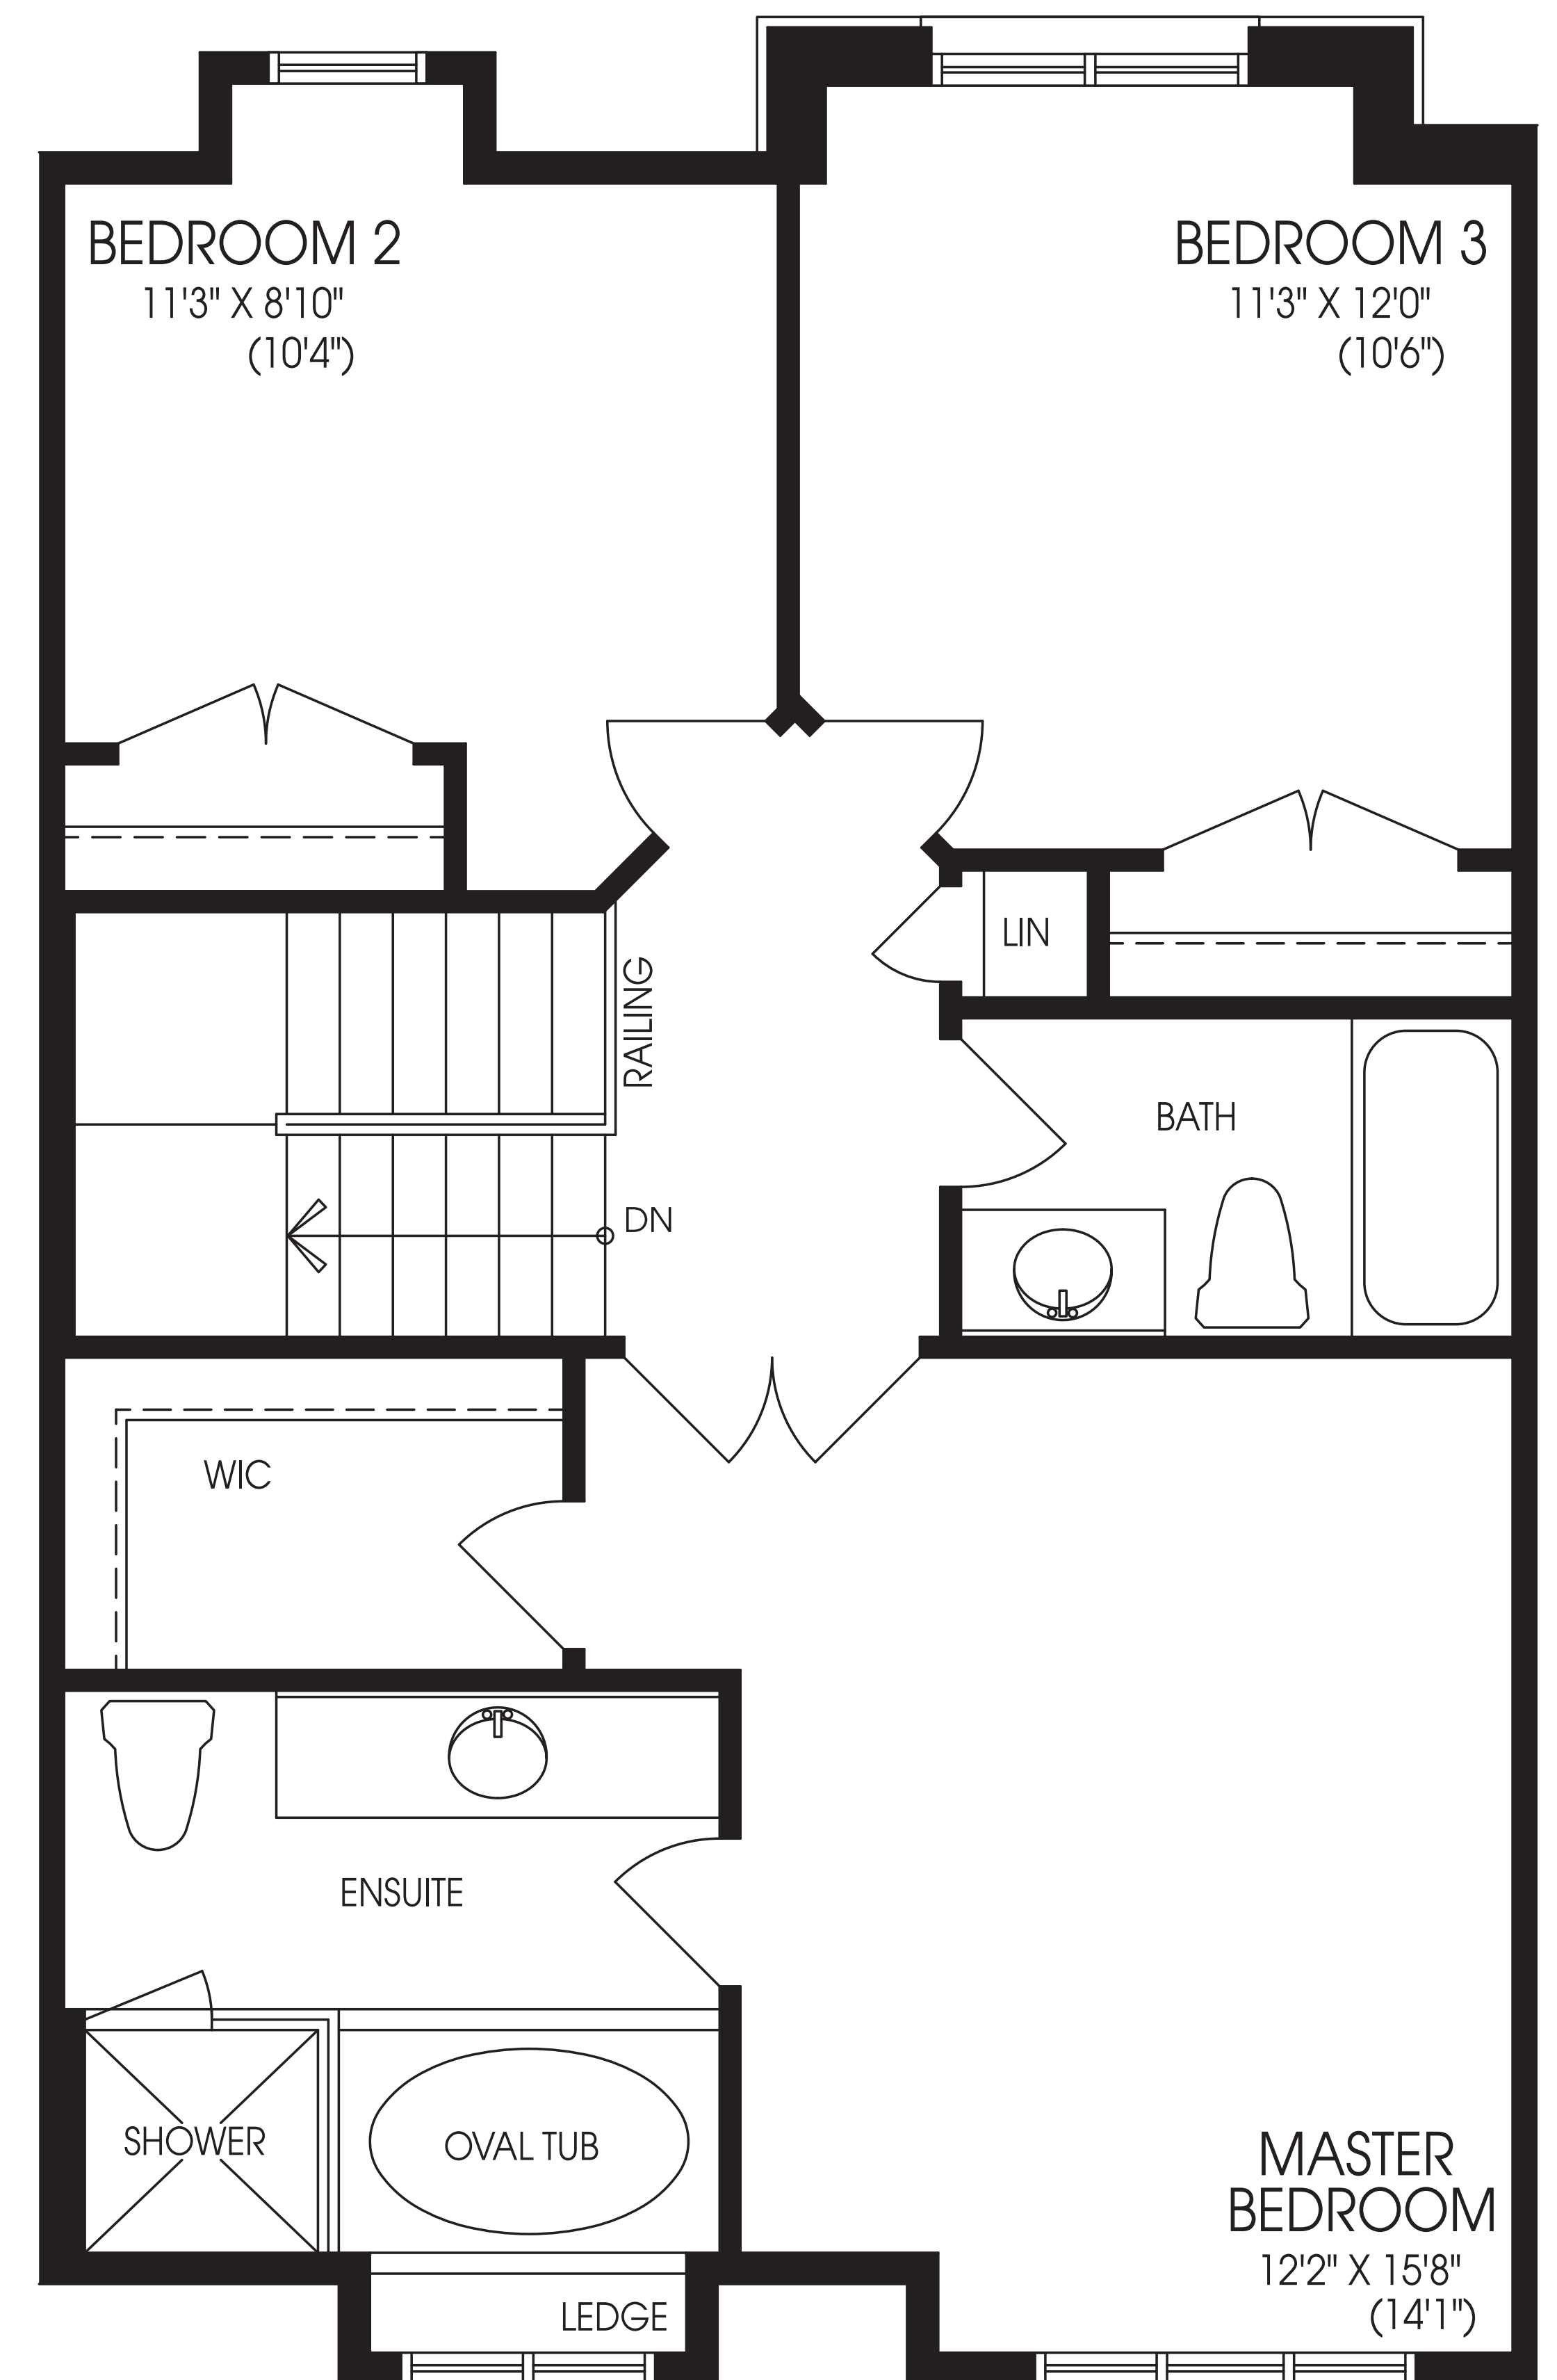 BEDROOM 2
11'3" X 8'10"
(10'4")
BEDROOM 3
11'3" X 12'0"
(10'6")
LIN
RAILING
BATH
DN
WIC
ENSUITE
SHOWER
OVAL TUB
MASTER
BEDROOM
12'2" X 15'8"
(14'1")
LEDGE